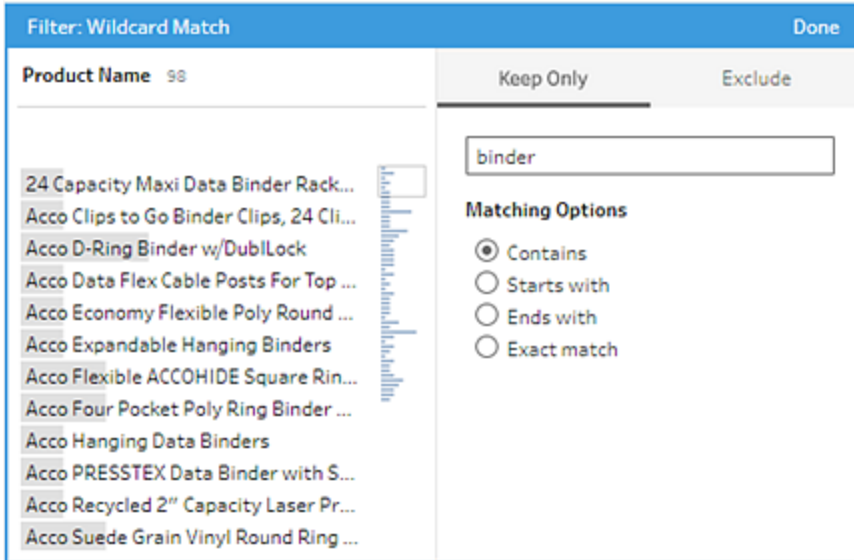 Filter: Wildcard Match Done
Product Name 98
Keep Only Exclude
24 Capacity Maxi Data Binder Rack...
Acco Clips to Go Binder Clips, 24 Cli...
Acco D-Ring Binder w/DublLock
Acco Data Flex Cable Posts For Top ...
Acco Economy Flexible Poly Round ...
Acco Expandable Hanging Binders
Acco Flexible ACCOHIDE Square Rin...
Acco Four Pocket Poly Ring Binder ...
Acco Hanging Data Binders
Acco PRESSTEX Data Binder with S...
Acco Recycled 2" Capacity Laser Pr...
Acco Suede Grain Vinyl Round Ring ...
binder
Matching Options
Contains
Starts with
Ends with
Exact match